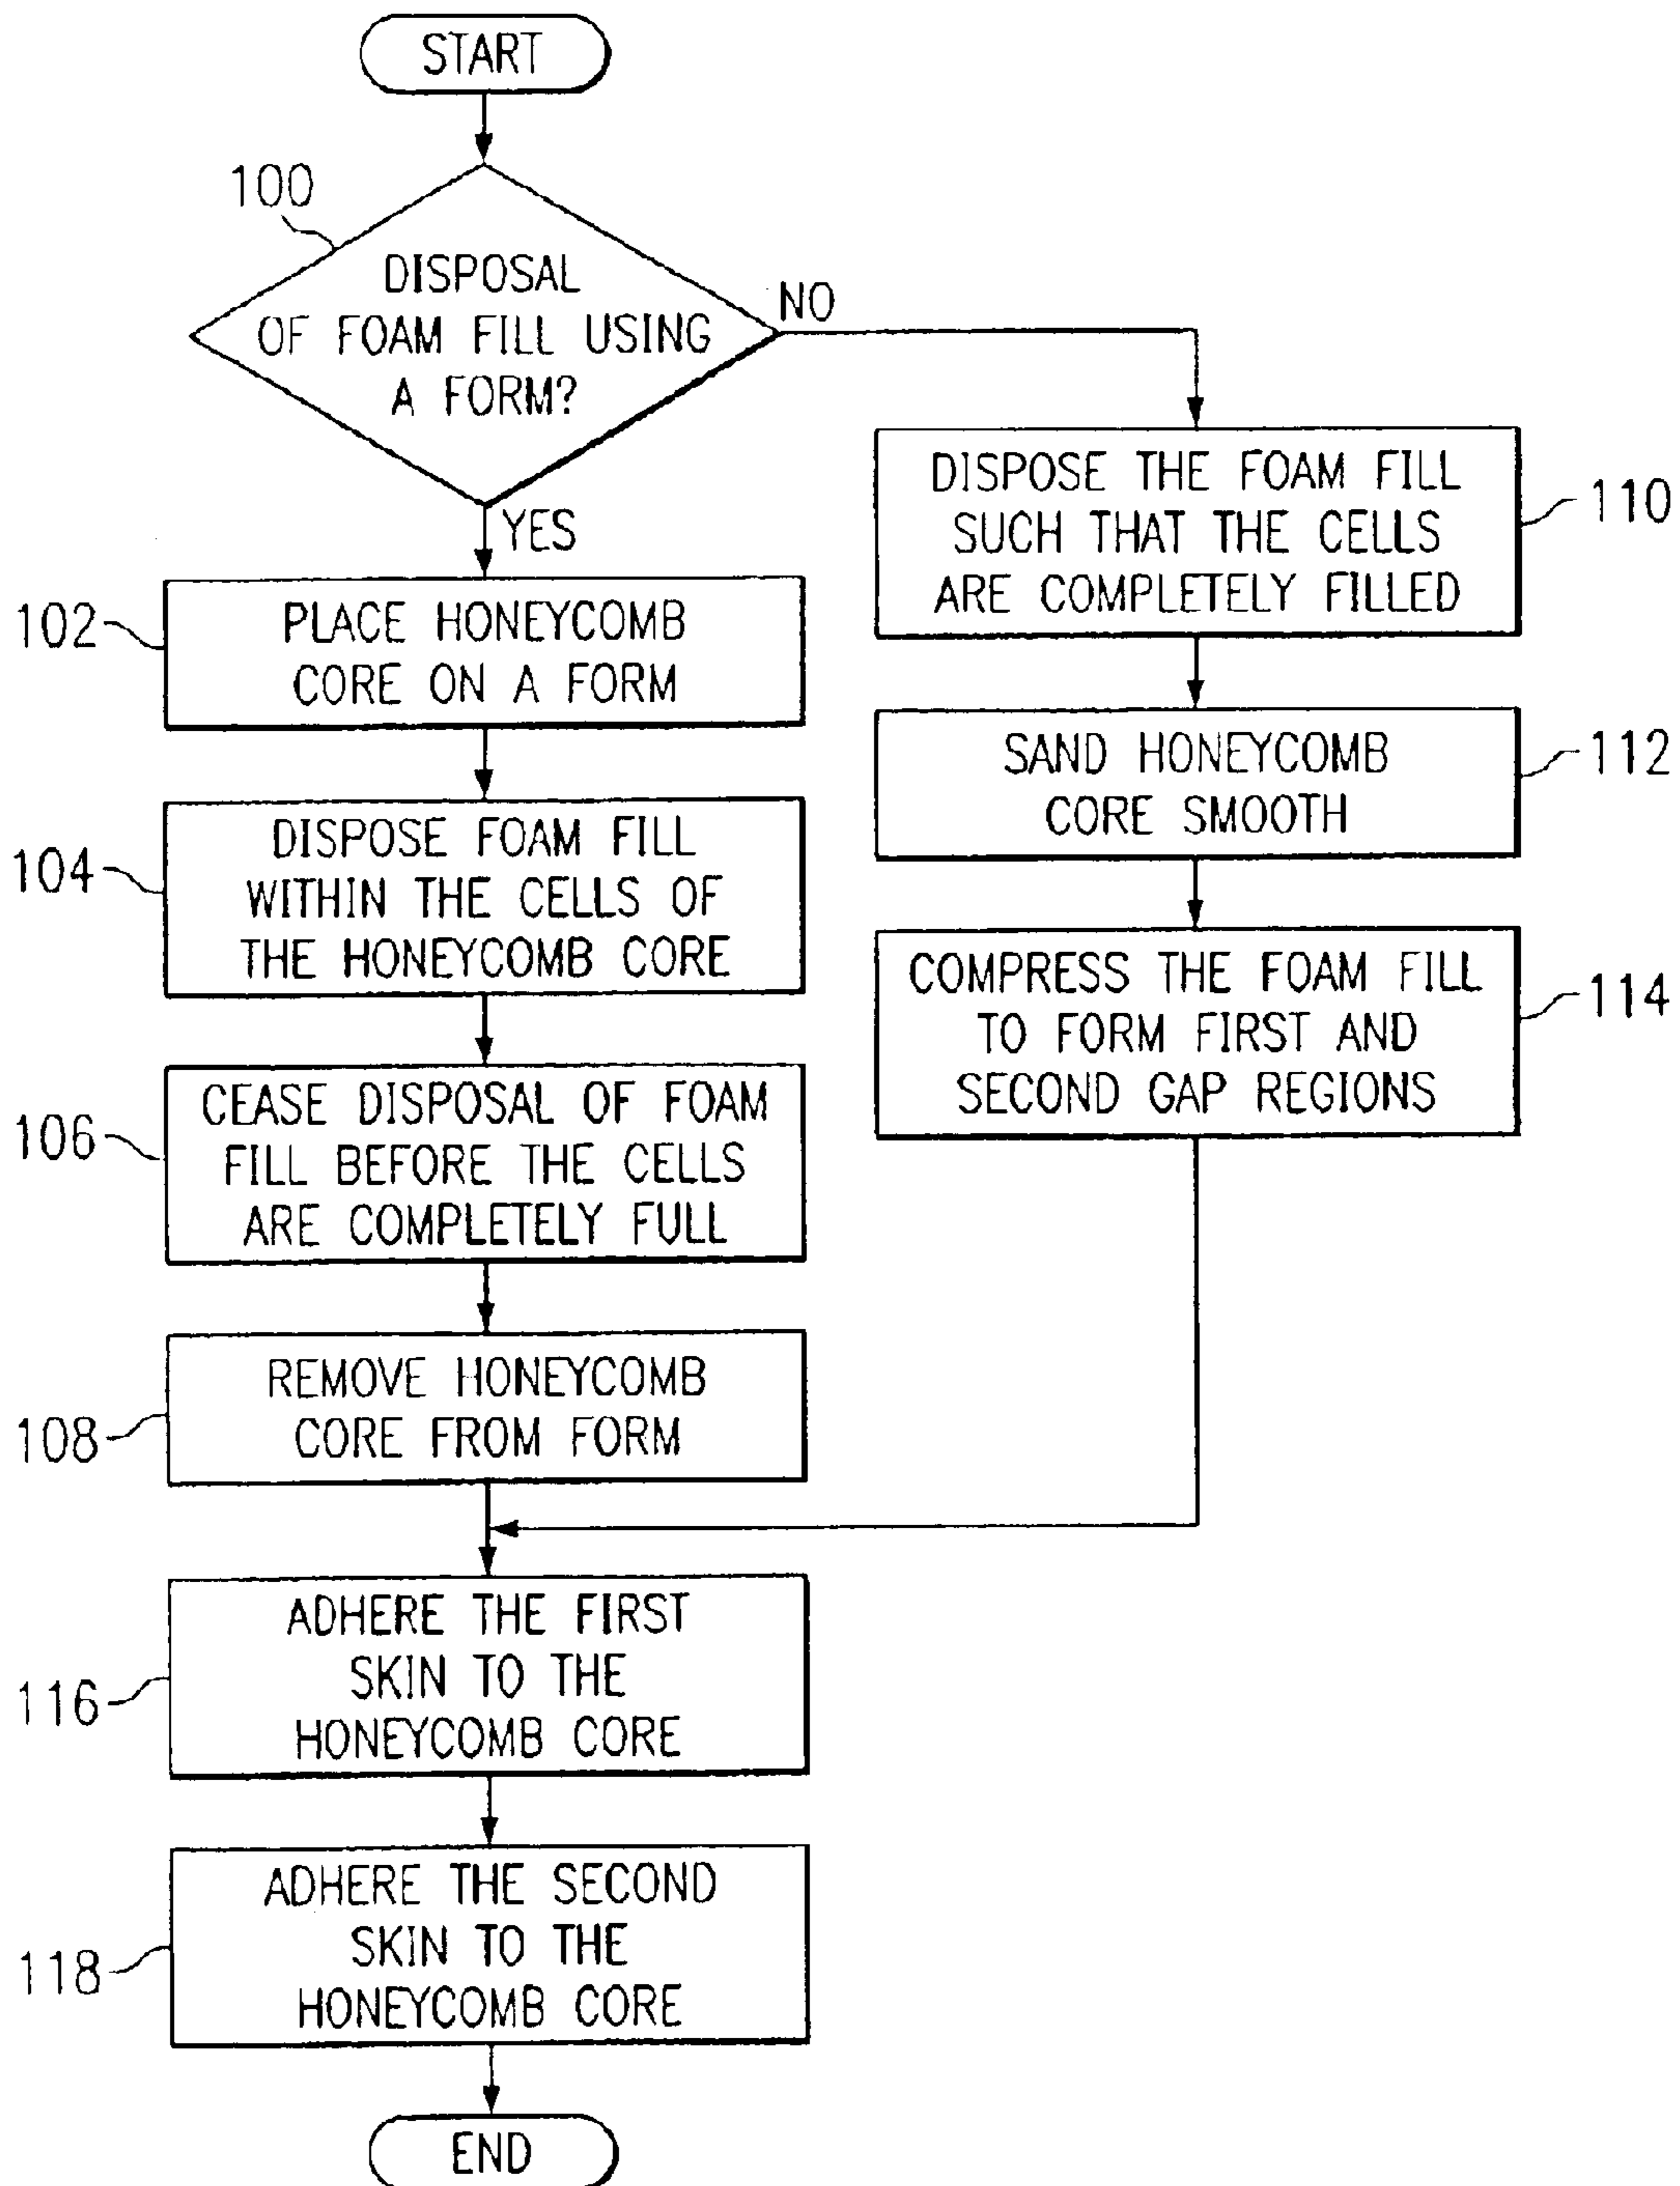 START
100
DISPOSAL
OF FOAM FILL USING
A FORM?
NO
YES
102
PLACE HONEYCOMB
CORE ON A FORM
104
DISPOSE FOAM FILL
WITHIN THE CELLS OF
THE HONEYCOMB CORE
106
CEASE DISPOSAL OF FOAM
FILL BEFORE THE CELLS
ARE COMPLETELY FULL
108
REMOVE HONEYCOMB
CORE FROM FORM
DISPOSE THE FOAM FILL
SUCH THAT THE CELLS
ARE COMPLETELY FILLED
110
SAND HONEYCOMB
CORE SMOOTH
112
COMPRESS THE FOAM FILL
TO FORM FIRST AND
SECOND GAP REGIONS
114
116
ADHERE THE FIRST
SKIN TO THE
HONEYCOMB CORE
118
ADHERE THE SECOND
SKIN TO THE
HONEYCOMB CORE
END